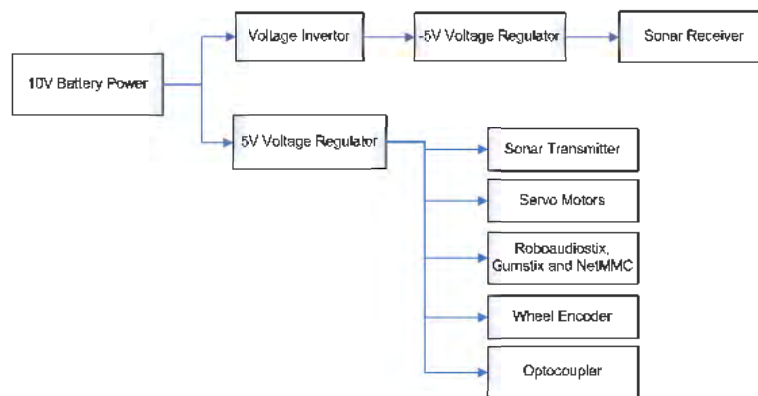 Voltage Invertor
-5V Voltage Regulator
Sonar Receiver
10V Battery Power
5V Voltage Regulator
Sonar Transmitter
Servo Motors
Roboaudiostix,
Gumstix and NetMMC
Wheel Encoder
Optocoupler